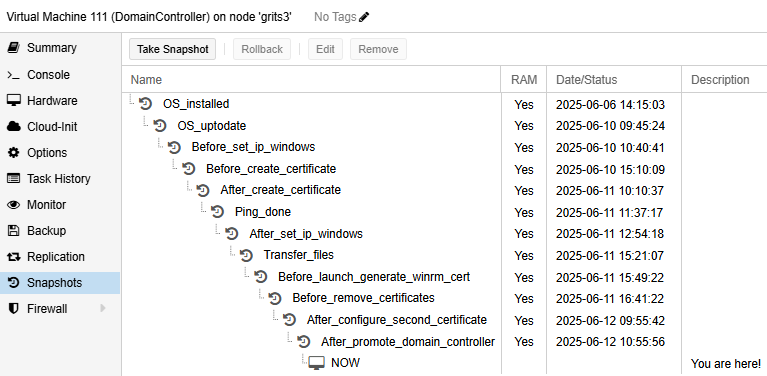 Virtual Machine 111 (DomainController) on node 'grits3' No Tags
Summary
Console
Hardware
Cloud-Init
Options
Task History
Monitor
Backup
Replication
Snapshots
Firewall
Take Snapshot Rollback Edit Remove
Name RAM Date/Status Description
OS_installed Yes 2025-06-06 14:15:03
OS_uptodate Yes 2025-06-10 09:45:24
Before_set_ip_windows Yes 2025-06-10 10:40:41
Before_create_certificate Yes 2025-06-10 15:10:09
After_create_certificate Yes 2025-06-11 10:10:37
Ping_done Yes 2025-06-11 11:37:17
After_set_ip_windows Yes 2025-06-11 12:54:18
Transfer_files Yes 2025-06-11 15:21:07
Before_launch_generate_winrm_cert Yes 2025-06-11 15:49:22
Before_remove_certificates Yes 2025-06-11 16:41:22
After_configure_second_certificate Yes 2025-06-12 09:55:42
After_promote_domain_controller Yes 2025-06-12 10:55:56
NOW You are here!